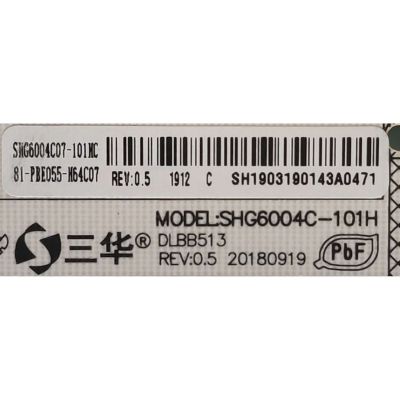 SHG6004C07-101MC
81-PBE055-H64C07 REV:0.5 1912 C SH1903190143A0471
MODEL:SHG6004C-101H
三华 DLBB513 PbF
REV:0.5 20180919